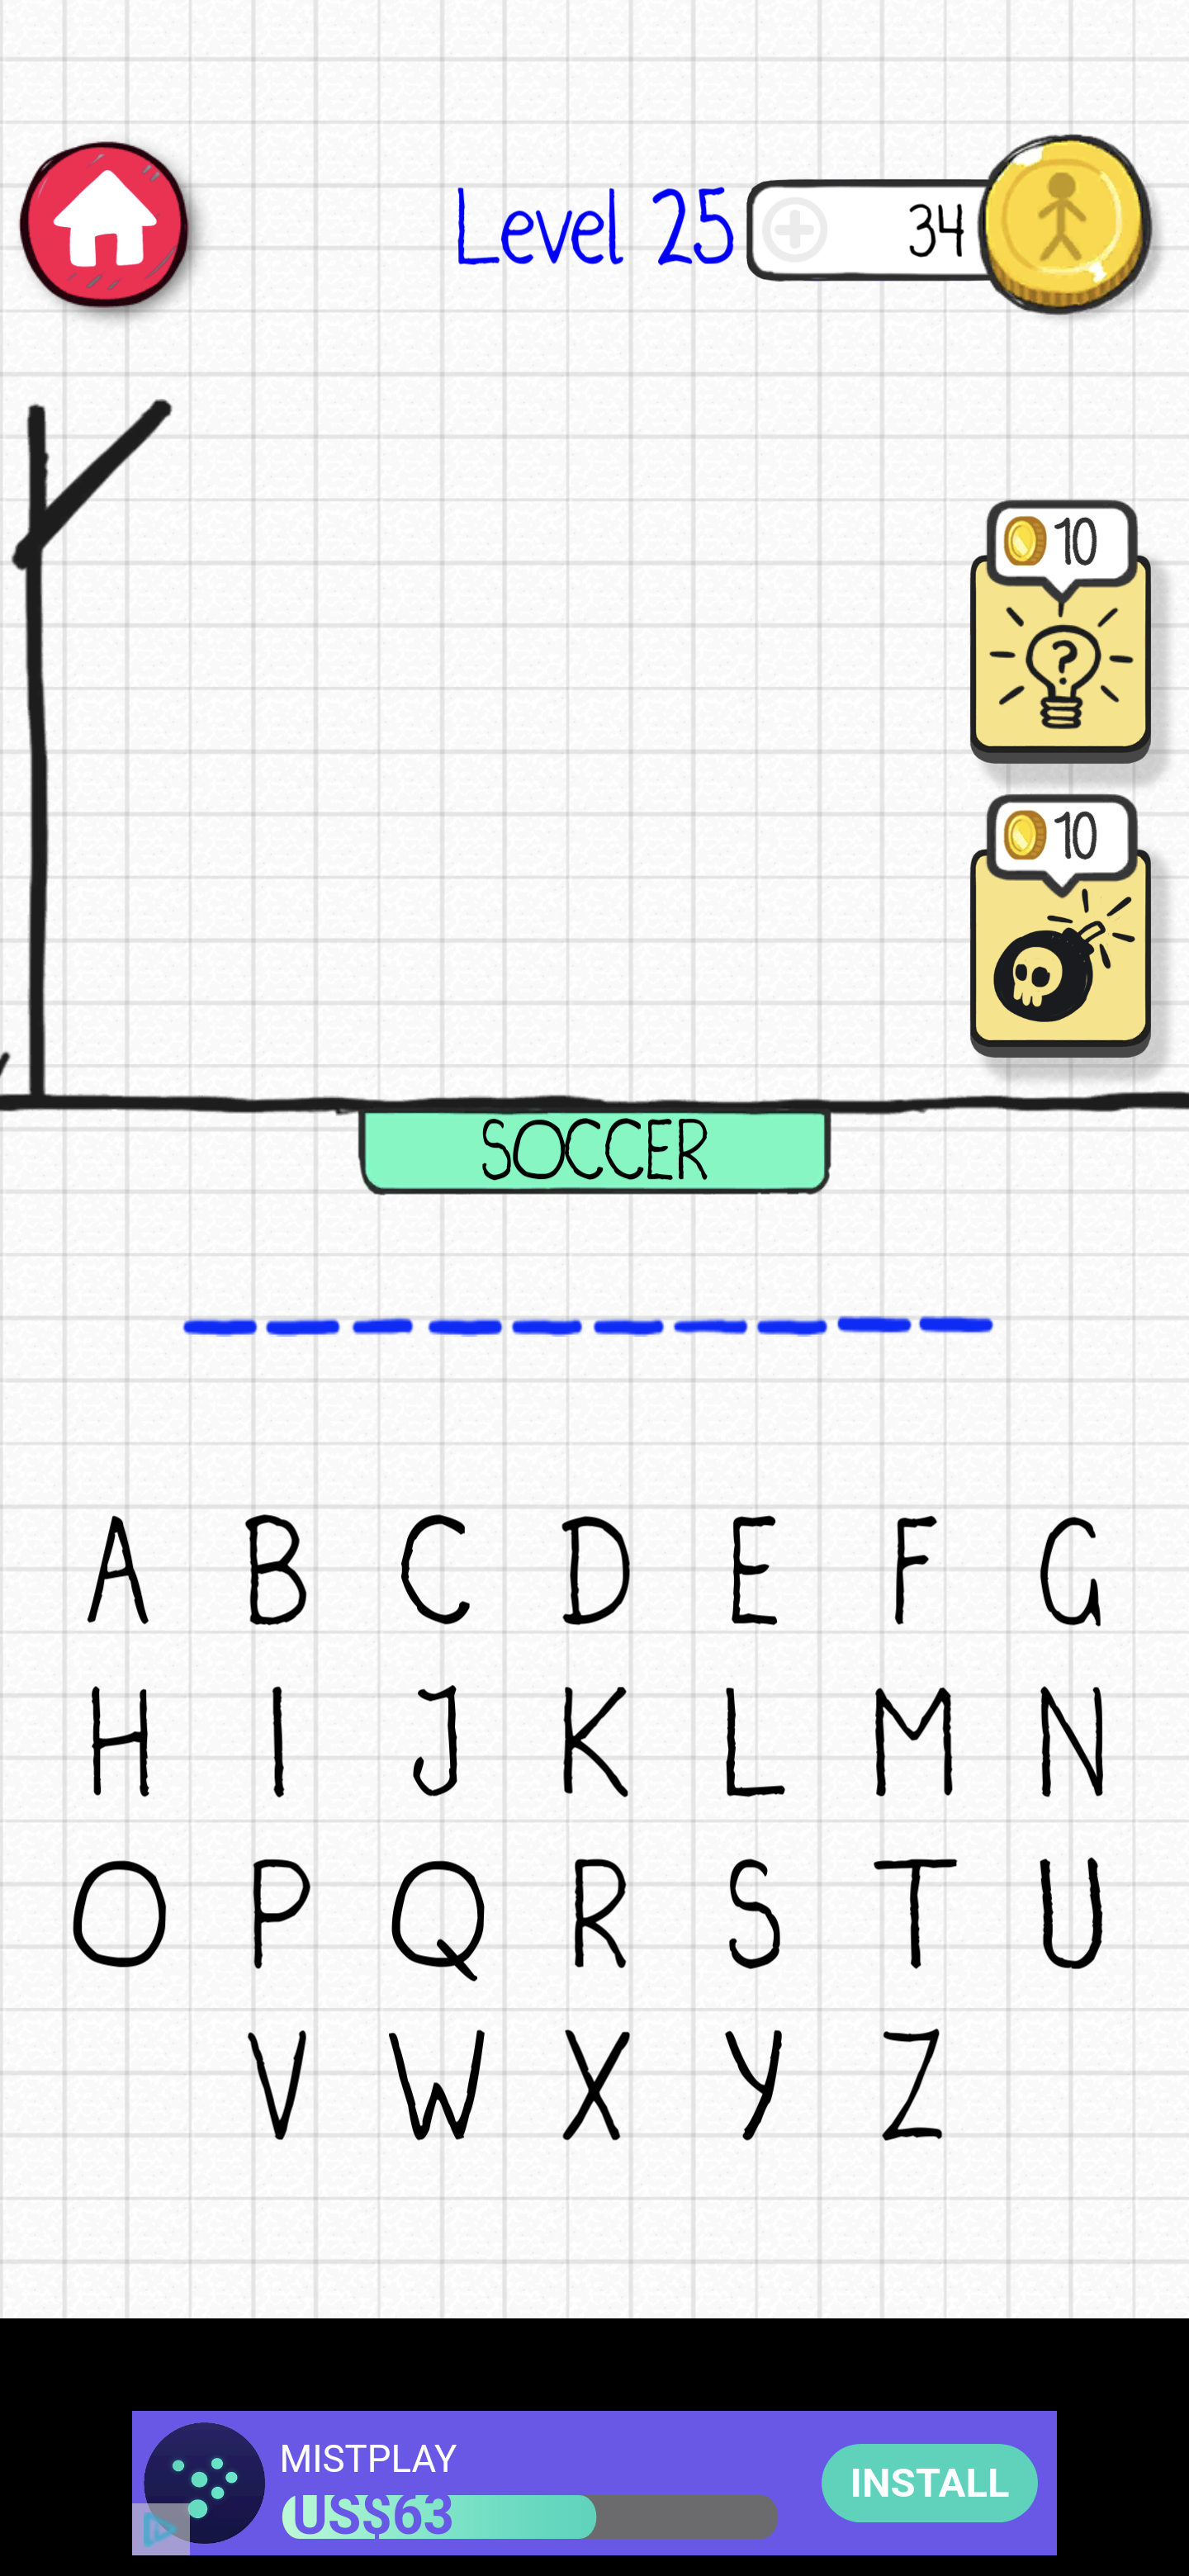 Level 25
34
10
10
SOCCER
A B C D E F G
H I J K L M N
O P Q R S T U
V W X Y Z
MISTPLAY
US$63
INSTALL